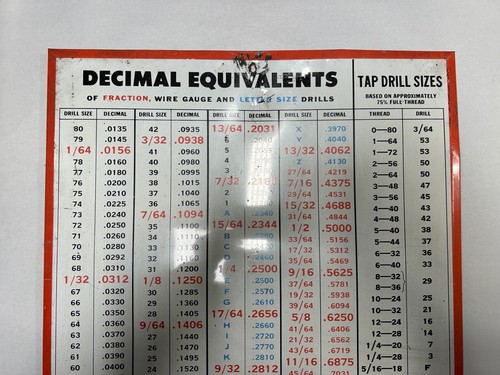 DECIMAL EQUIVALENTS
OF FRACTION, WIRE GAUGE AND LETTER SIZE DRILLS
TAP DRILL SIZES
BASED ON APPROXIMATELY
75% FULL THREAD
DRILL SIZE DECIMAL DRILL SIZE DECIMAL DRILL SIZE DECIMAL DRILL SIZE DECIMAL THREAD DRILL
80 .0135 42 .0935 13/64 .2031 X .3970 0—80 3/64
79 .0145 3/32 .0938 6 Y .4040 1—64 53
1/64 .0156 41 .0960 5 13/32 .4062 1—72 53
78 .0160 40 .0980 4 Z .4130 2—56 50
77 .0180 39 .0995 3 27/64 .4219 2—64 50
76 .0200 38 .1015 7/32 7/16 .4375 3—48 47
75 .0210 37 .1040 2 29/64 .4531 3—56 45
74 .0225 36 .1065 1 15/32 .4688 4—40 43
73 .0240 7/64 .1094 A .2340 31/64 .4844 4—48 42
72 .0250 35 .1100 15/64 .2344 1/2 .5000 5—40 38
71 .0260 34 .1110 B 33/64 .5156 5—44 37
70 .0280 33 .1130 C 17/32 .5312 6—32 36
69 .0292 32 .1160 D .2460 35/64 .5469 6—40 33
68 .0310 31 .1200 1/4 .2500 9/16 .5625 8—32
1/32 .0312 1/8 .1250 E .2500 37/64 .5781 8—36 29
67 .0320 30 .1285 F .2570 19/32 .5938 10—24 25
66 .0330 29 .1360 G .2610 39/64 .6094 10—32 21
65 .0350 28 .1405 17/64 .2656 5/8 .6250 12—24 16
64 .0360 9/64 .1406 H .2660 41/64 .6406 12—28 14
63 .0370 27 .1440 I .2720 21/32 .6562 1/4—20 7
62 .0380 26 .1470 J .2770 43/64 .6719 1/4—28 3
61 .0390 25 .1495 K .2810 11/16 .6875 5/16—18 F
60 .0400 24 .1520 9/32 .2812 45/64 .7031